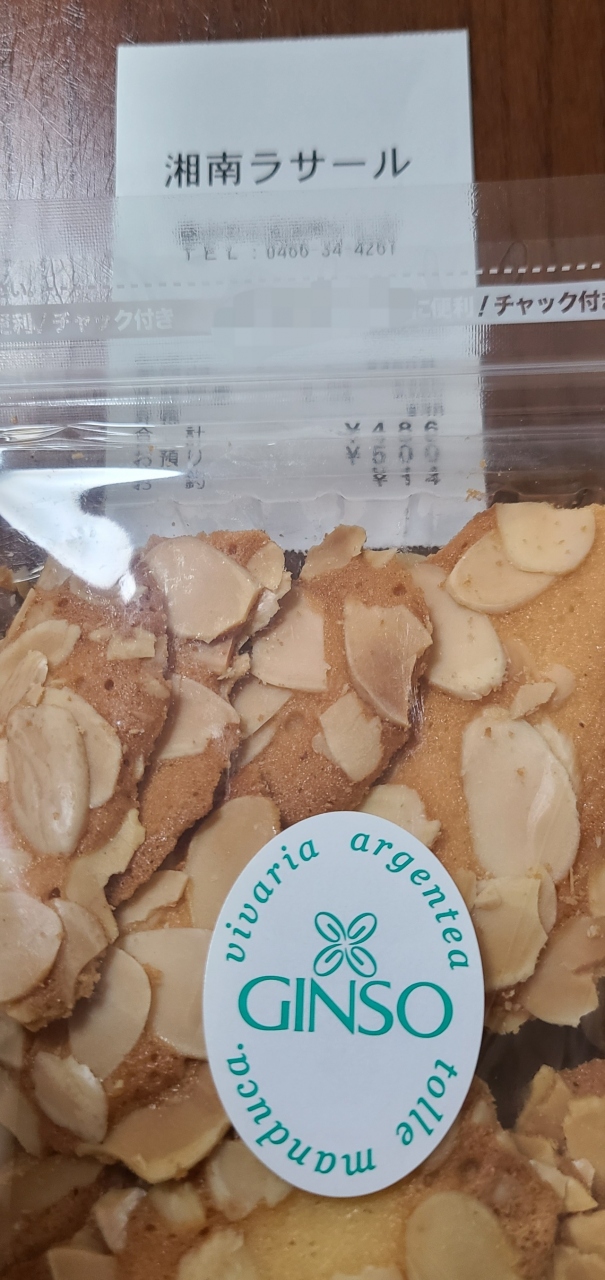 湘南ラサール
TEL:0466 34 4261
便利!チャック付き
に便利!チャック付き
合計 ¥486
お預り ¥500
お釣 ¥14
vivaria argentea
GINSO
tolle manduca.